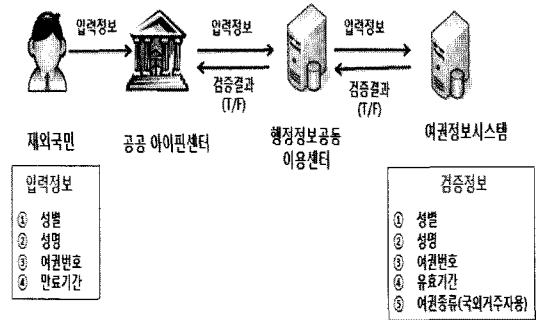 입력정보
입력정보
입력정보
검증결과
(T/F)
검증결과
(T/F)
재외국민
공공 아이핀센터
행정정보공동
이용센터
여권정보시스템
입력정보
① 성별
② 성명
③ 여권번호
④ 만료기간
검증정보
① 성별
② 성명
③ 여권번호
④ 유효기간
⑤ 여권종류(국외거주자용)